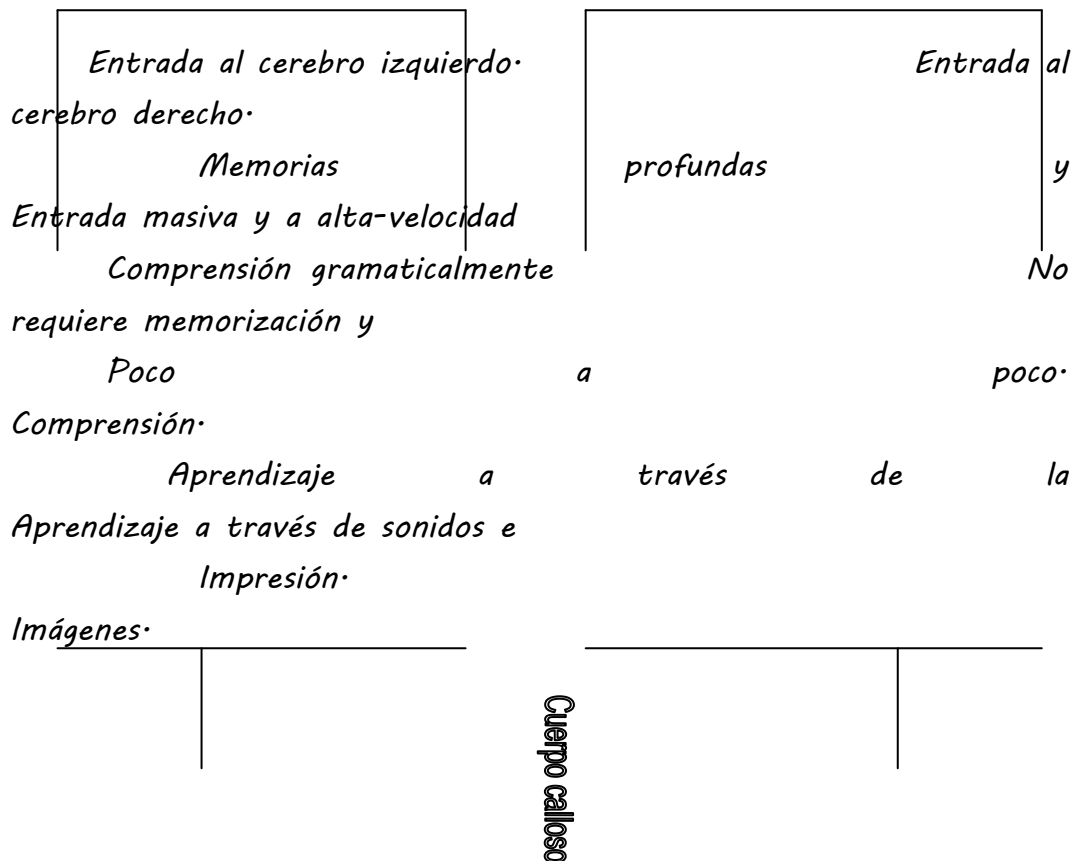 Entrada al cerebro izquierdo. Entrada al
cerebro derecho.
Memorias profundas y
Entrada masiva y a alta-velocidad
Comprensión gramaticalmente No
requiere memorización y
Poco a poco.
Comprensión.
Aprendizaje a través de la
Aprendizaje a través de sonidos e
Impresión.
Imágenes.
Cuerpo calloso